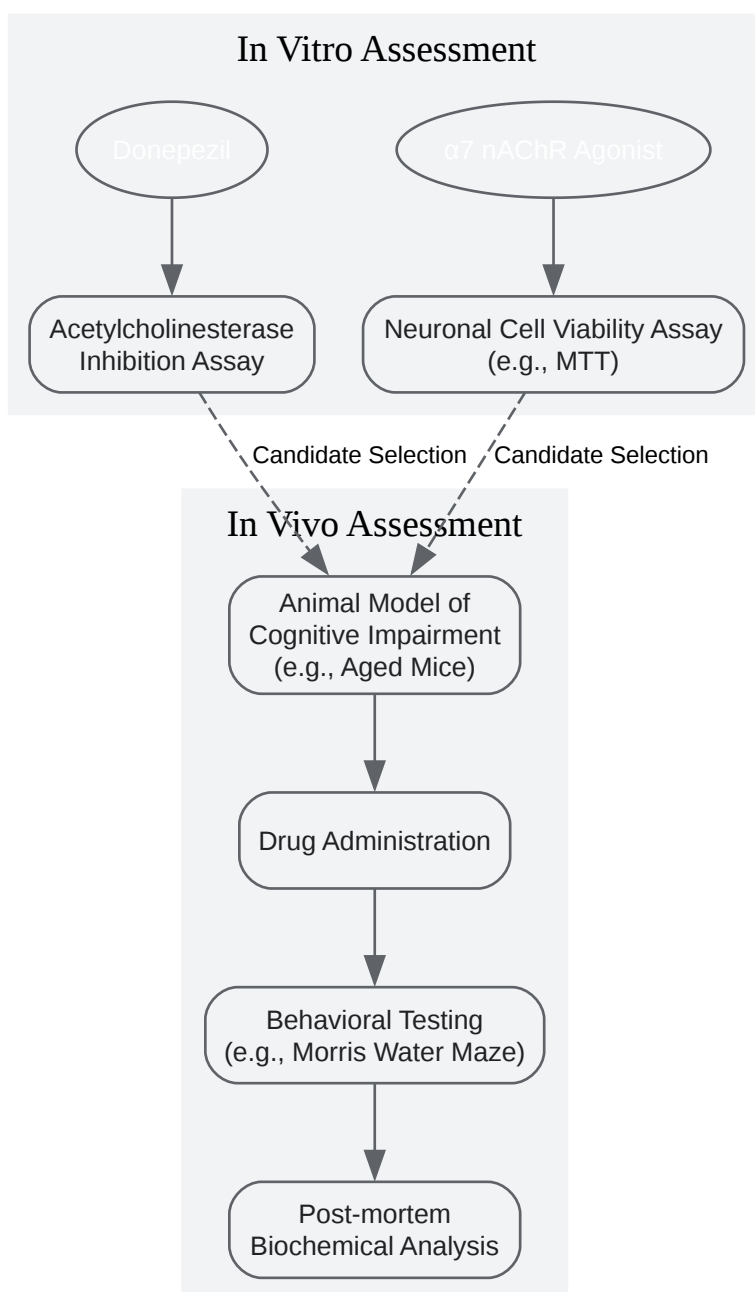 In Vitro Assessment
Donepezil
α7 nAChR Agonist
Acetylcholinesterase
Inhibition Assay
Neuronal Cell Viability Assay
(e.g., MTT)
Candidate Selection
Candidate Selection
In Vivo Assessment
Animal Model of
Cognitive Impairment
(e.g., Aged Mice)
Drug Administration
Behavioral Testing
(e.g., Morris Water Maze)
Post-mortem
Biochemical Analysis